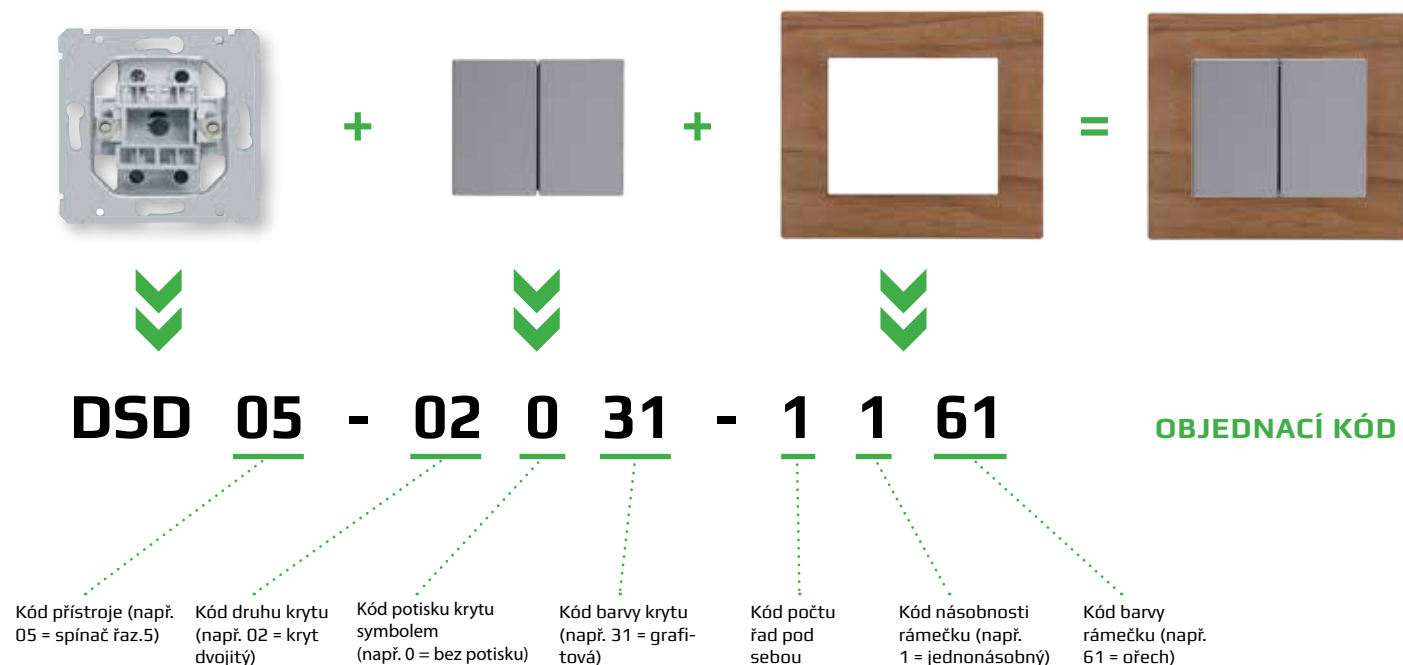 + + =
DSD 05 - 02 0 31 - 1 1 61
OBJEDNACÍ KÓD
Kód přístroje (např.
05 = spínač řaz.5)
Kód druhu krytu
(např. 02 = kryt
dvojitý)
Kód potisku krytu
symbolem
(např. 0 = bez potisku)
Kód barvy krytu
(např. 31 = grafi-
tová)
Kód počtu
řad pod
sebou
Kód násobnosti
rámečku (např.
1 = jednonásobný)
Kód barvy
rámečku (např.
61 = ořech)